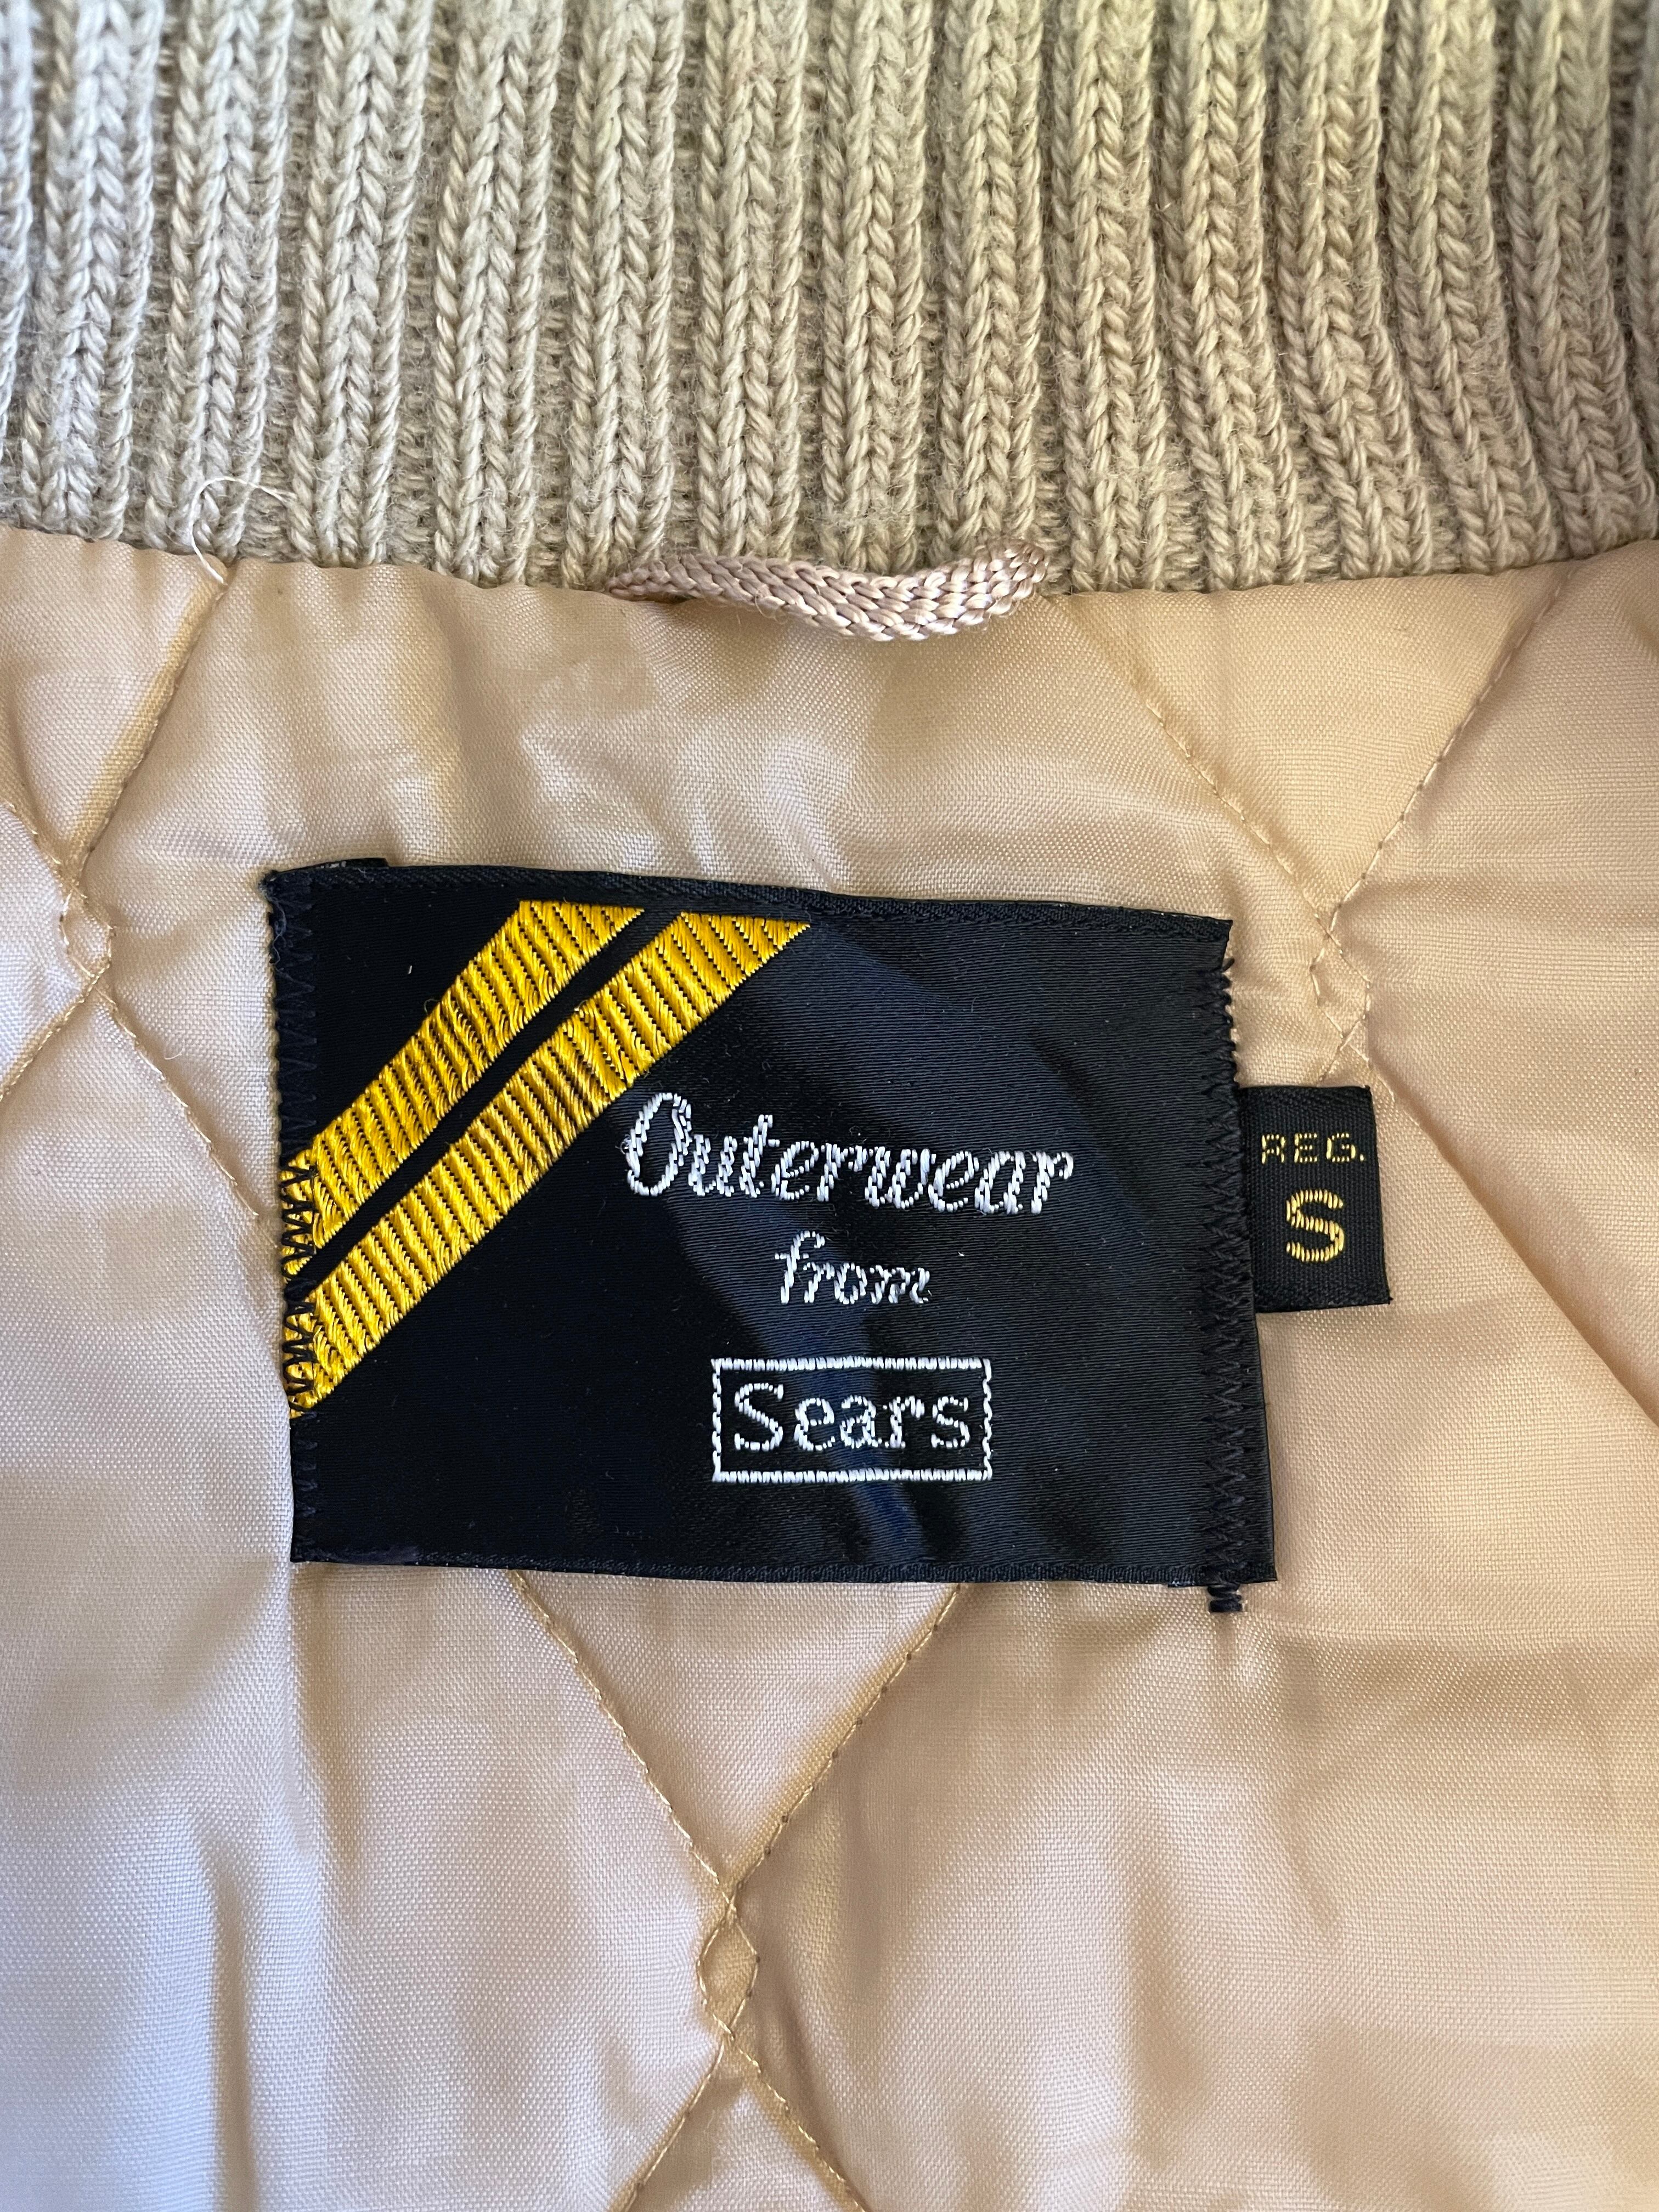 Outerwear
from
Sears
REG.
S